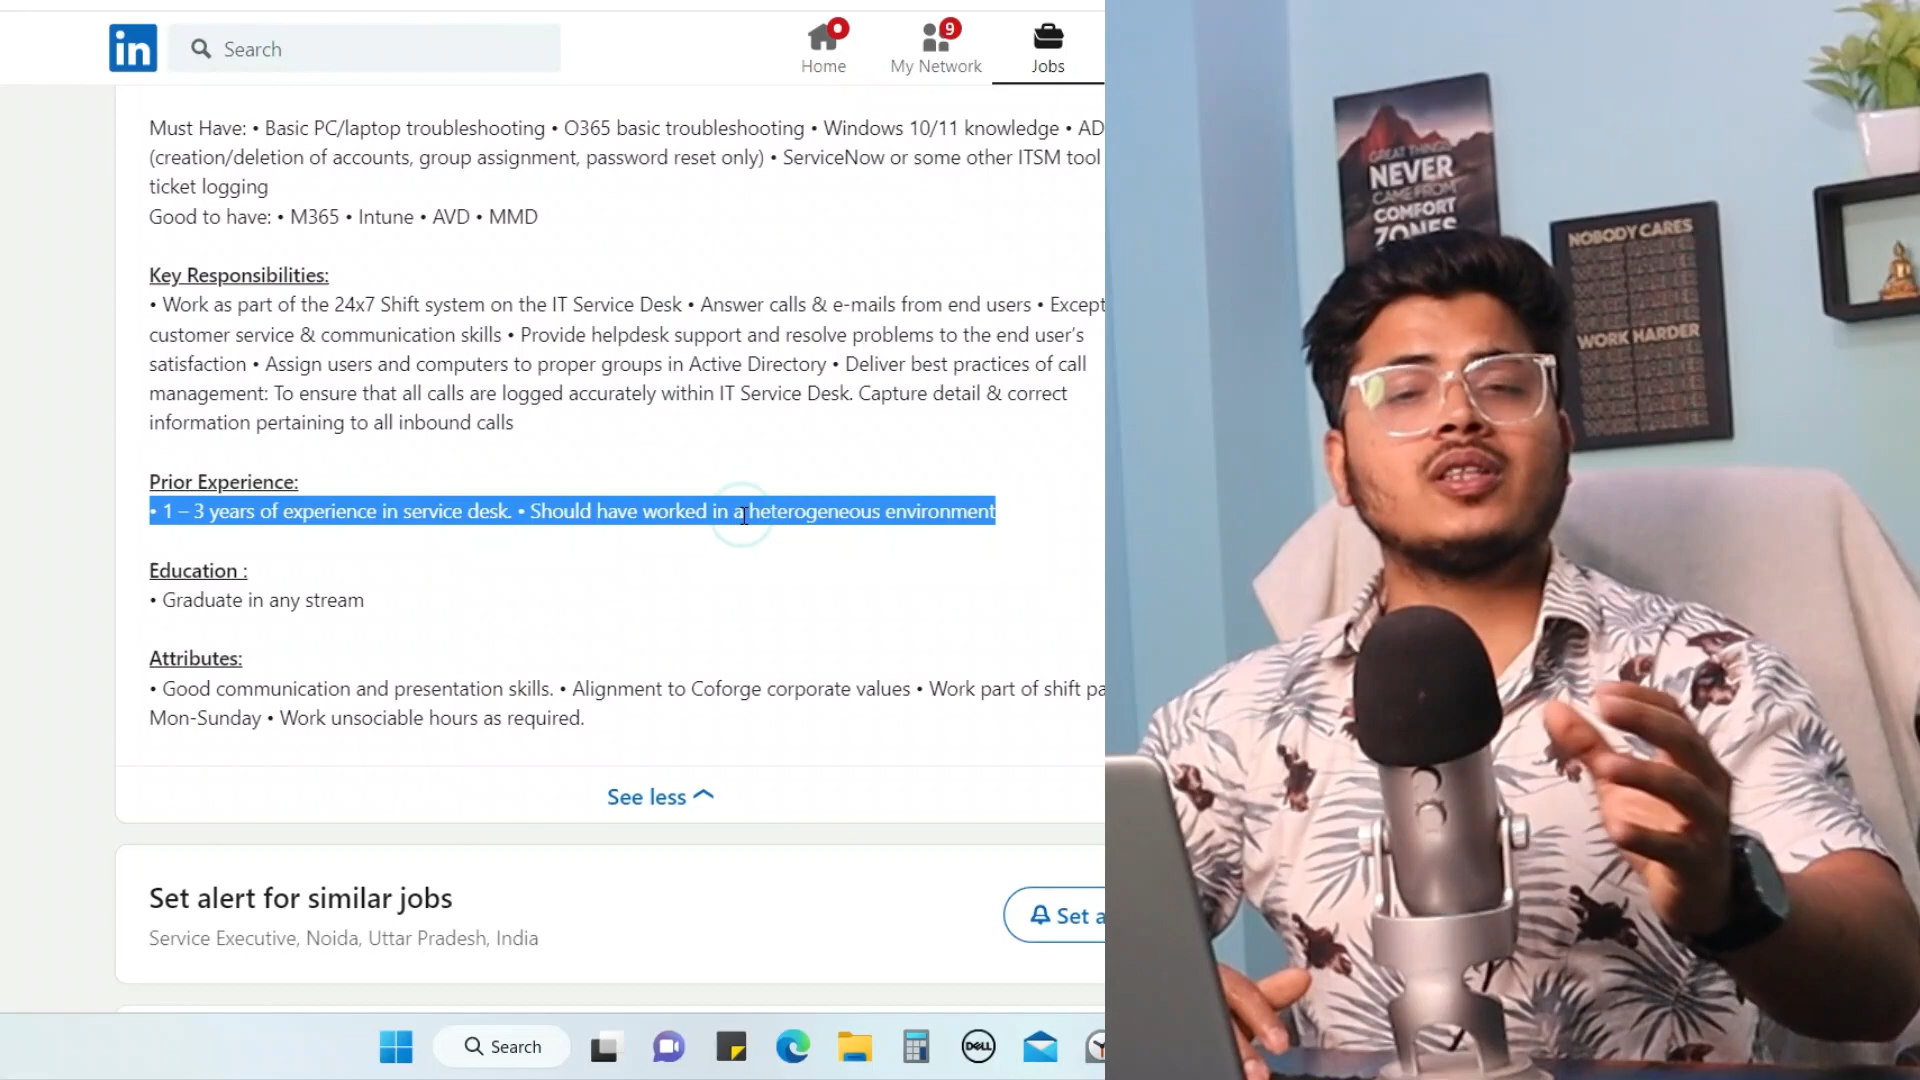 in
Search
Home
9
My Network
Jobs
Must Have: • Basic PC/laptop troubleshooting • O365 basic troubleshooting • Windows 10/11 knowledge • AD
(creation/deletion of accounts, group assignment, password reset only) • ServiceNow or some other ITSM tool
ticket logging
Good to have: • M365 • Intune • AVD • MMD
Key Responsibilities:
• Work as part of the 24x7 Shift system on the IT Service Desk • Answer calls & e-mails from end users • Except
customer service & communication skills • Provide helpdesk support and resolve problems to the end user's
satisfaction • Assign users and computers to proper groups in Active Directory • Deliver best practices of call
management: To ensure that all calls are logged accurately within IT Service Desk. Capture detail & correct
information pertaining to all inbound calls
Prior Experience:
• 1 – 3 years of experience in service desk. • Should have worked in a heterogeneous environment
Education :
• Graduate in any stream
Attributes:
• Good communication and presentation skills. • Alignment to Coforge corporate values • Work part of shift pa
Mon-Sunday • Work unsociable hours as required.
See less
Set alert for similar jobs
Service Executive, Noida, Uttar Pradesh, India
Set a
Search
DELL
GREAT THINGS
NEVER
CAME FROM
COMFORT
ZONES
NOBODY CARES
WORK HARDER